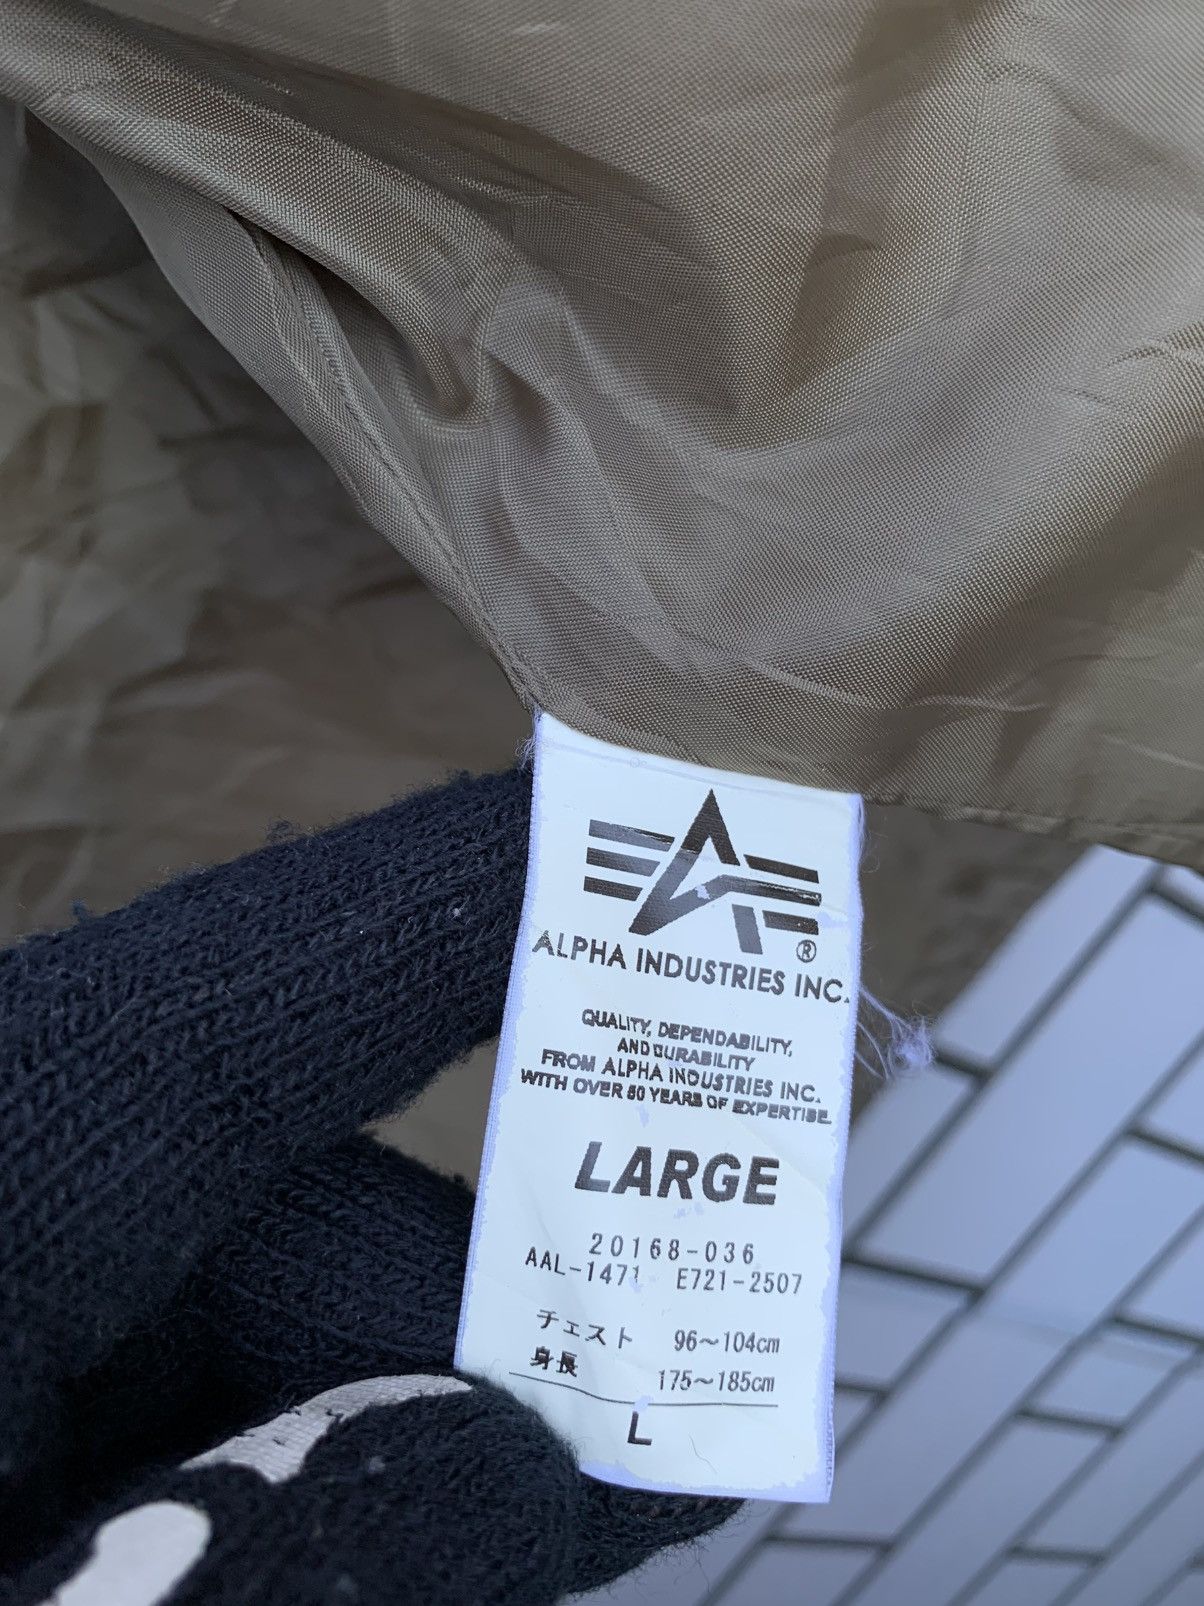 ®
ALPHA INDUSTRIES INC.
QUALITY, DEPENDABILITY,
AND DURABILITY
FROM ALPHA INDUSTRIES INC.
WITH OVER 50 YEARS OF EXPERTISE.
LARGE
20168-036
AAL-1471 E721-2507
チェスト 96〜104cm
身長 175〜185cm
L